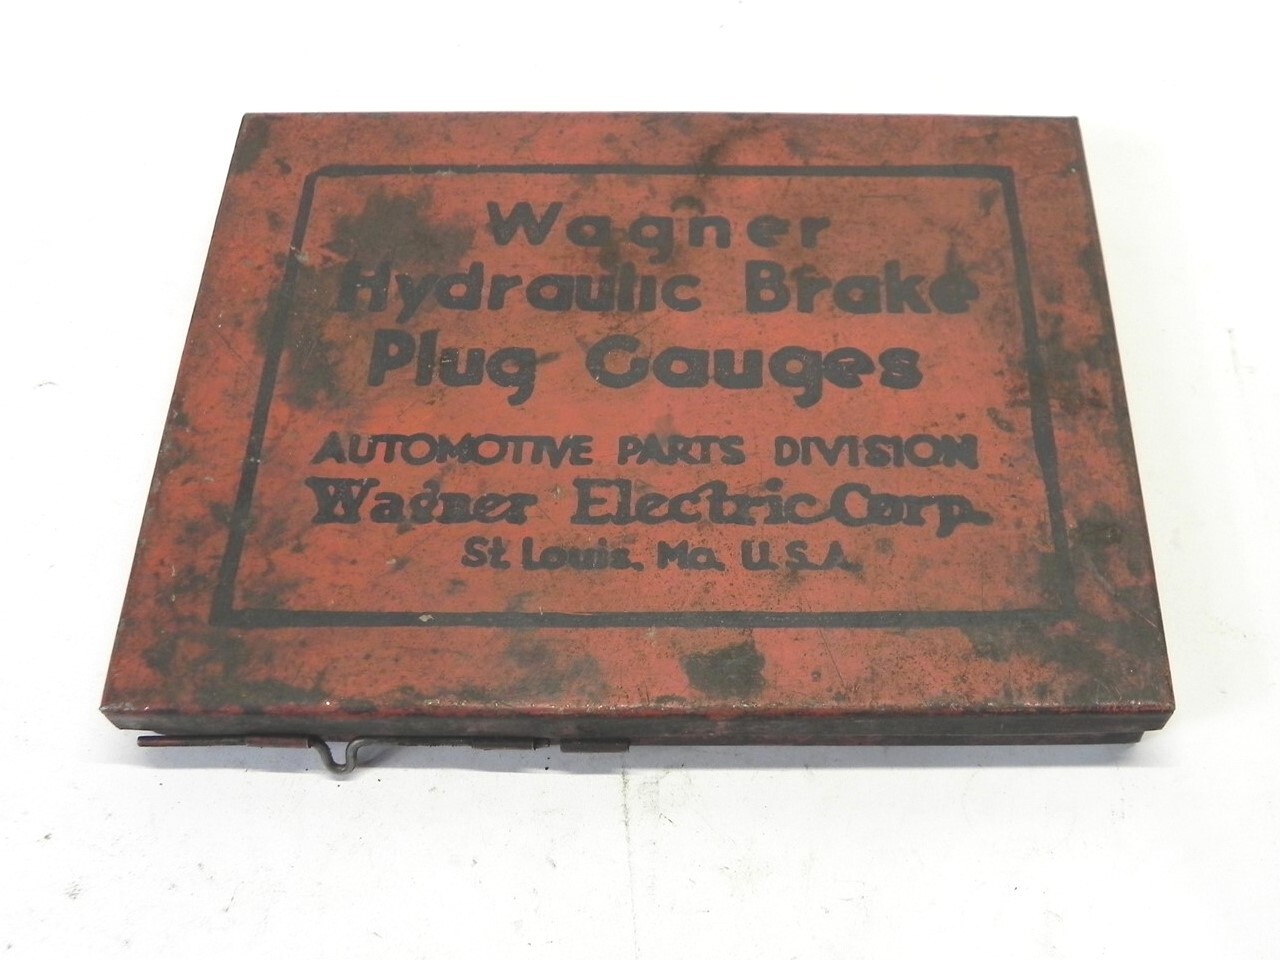 Wagner
Hydraulic Brake
Plug Gauges
AUTOMOTIVE PARTS DIVISION
Wagner Electric Corp.
St. Louis, Mo. U.S.A.